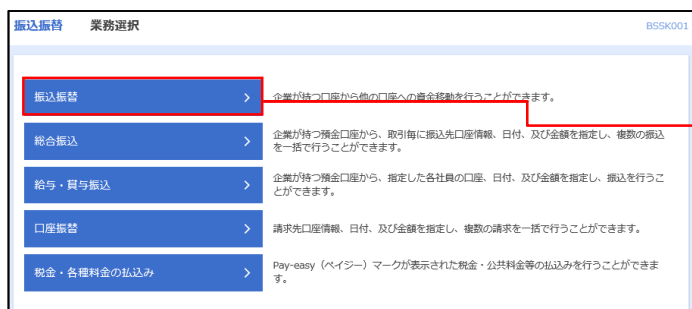 振込振替 業務選択 BSSK001
振込振替
企業が持つ口座から他の口座への資金移動を行うことができます。
総合振込
企業が持つ預金口座から、取引毎に振込先口座情報、日付、及び金額を指定し、複数の振込
を一括で行うことができます。
給与・賞与振込
企業が持つ預金口座から、指定した各社員の口座、日付、及び金額を指定し、振込を行うこ
とができます。
口座振替
請求先口座情報、日付、及び金額を指定し、複数の請求を一括で行うことができます。
税金・各種料金の払込み
Pay-easy（ペイジー）マークが表示された税金・公共料金等の払込みを行うことができま
す。